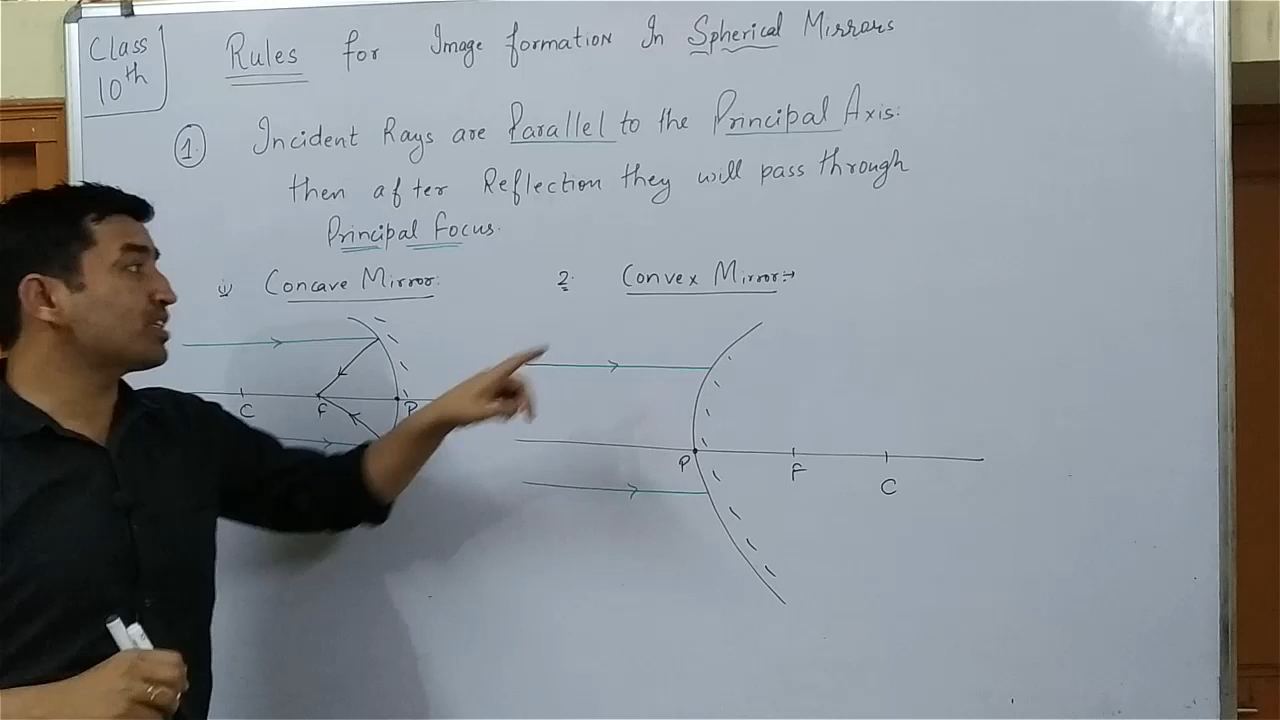 Class
10th
Rules for Image formation In Spherical Mirrors
1. Incident Rays are Parallel to the Principal Axis:
then after Reflection they will pass through
Principal Focus.
i) Concave Mirror:
2: Convex Mirror:→
C F P
P F C